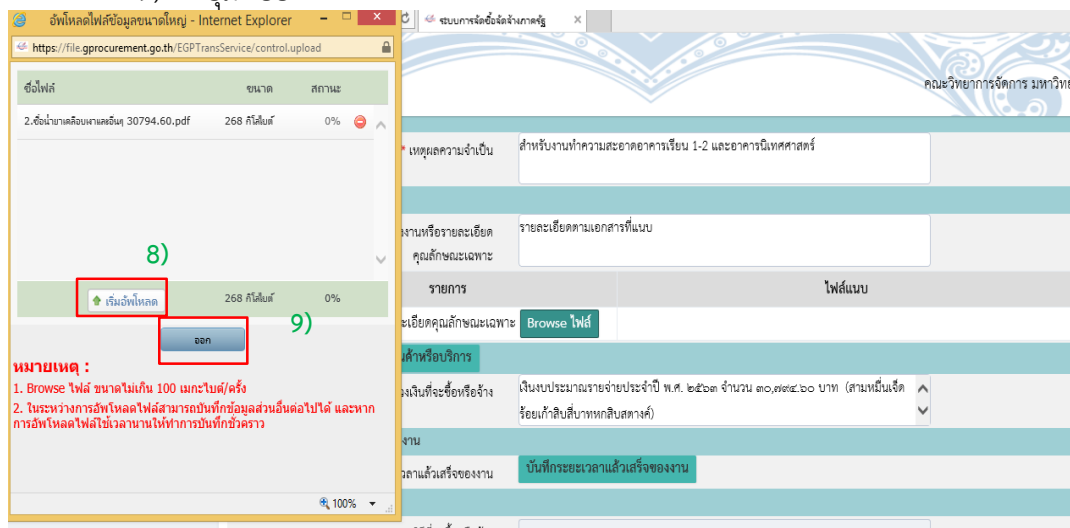 อัพโหลดไฟล์ข้อมูลขนาดใหญ่ - Internet Explorer
https://file.gprocurement.go.th/EGPTransService/control.upload
ชื่อไฟล์ ขนาด สถานะ
2.ซื้อน้ำยาเคลือบเงาและอื่นๆ 30794.60.pdf 268 กิโลไบต์ 0%
8)
เริ่มอัพโหลด 268 กิโลไบต์ 0%
9)
ออก
หมายเหตุ :
1. Browse ไฟล์ ขนาดไม่เกิน 100 เมกะไบต์/ครั้ง
2. ในระหว่างการอัพโหลดไฟล์สามารถบันทึกข้อมูลส่วนอื่นต่อไปได้ และหาก
การอัพโหลดไฟล์ใช้เวลานานให้ทำการบันทึกชั่วคราว
100%
ระบบการจัดซื้อจัดจ้างภาครัฐ
คณะวิทยาการจัดการ มหาวิทย
* เหตุผลความจำเป็น สำหรับงานทำความสะอาดอาคารเรียน 1-2 และอาคารนิเทศศาสตร์
งานหรือรายละเอียด รายละเอียดตามเอกสารที่แนบ
คุณลักษณะเฉพาะ
รายการ ไฟล์แนบ
ะเอียดคุณลักษณะเฉพาะ Browse ไฟล์
นค้าหรือบริการ
งเงินที่จะซื้อหรือจ้าง เงินงบประมาณรายจ่ายประจำปี พ.ศ. ๒๕๖๓ จำนวน ๓๐,๗๙๔.๖๐ บาท (สามหมื่นเจ็ด
ร้อยเก้าสิบสี่บาทหกสิบสตางค์)
งาน
วลาแล้วเสร็จของงาน บันทึกระยะเวลาแล้วเสร็จของงาน